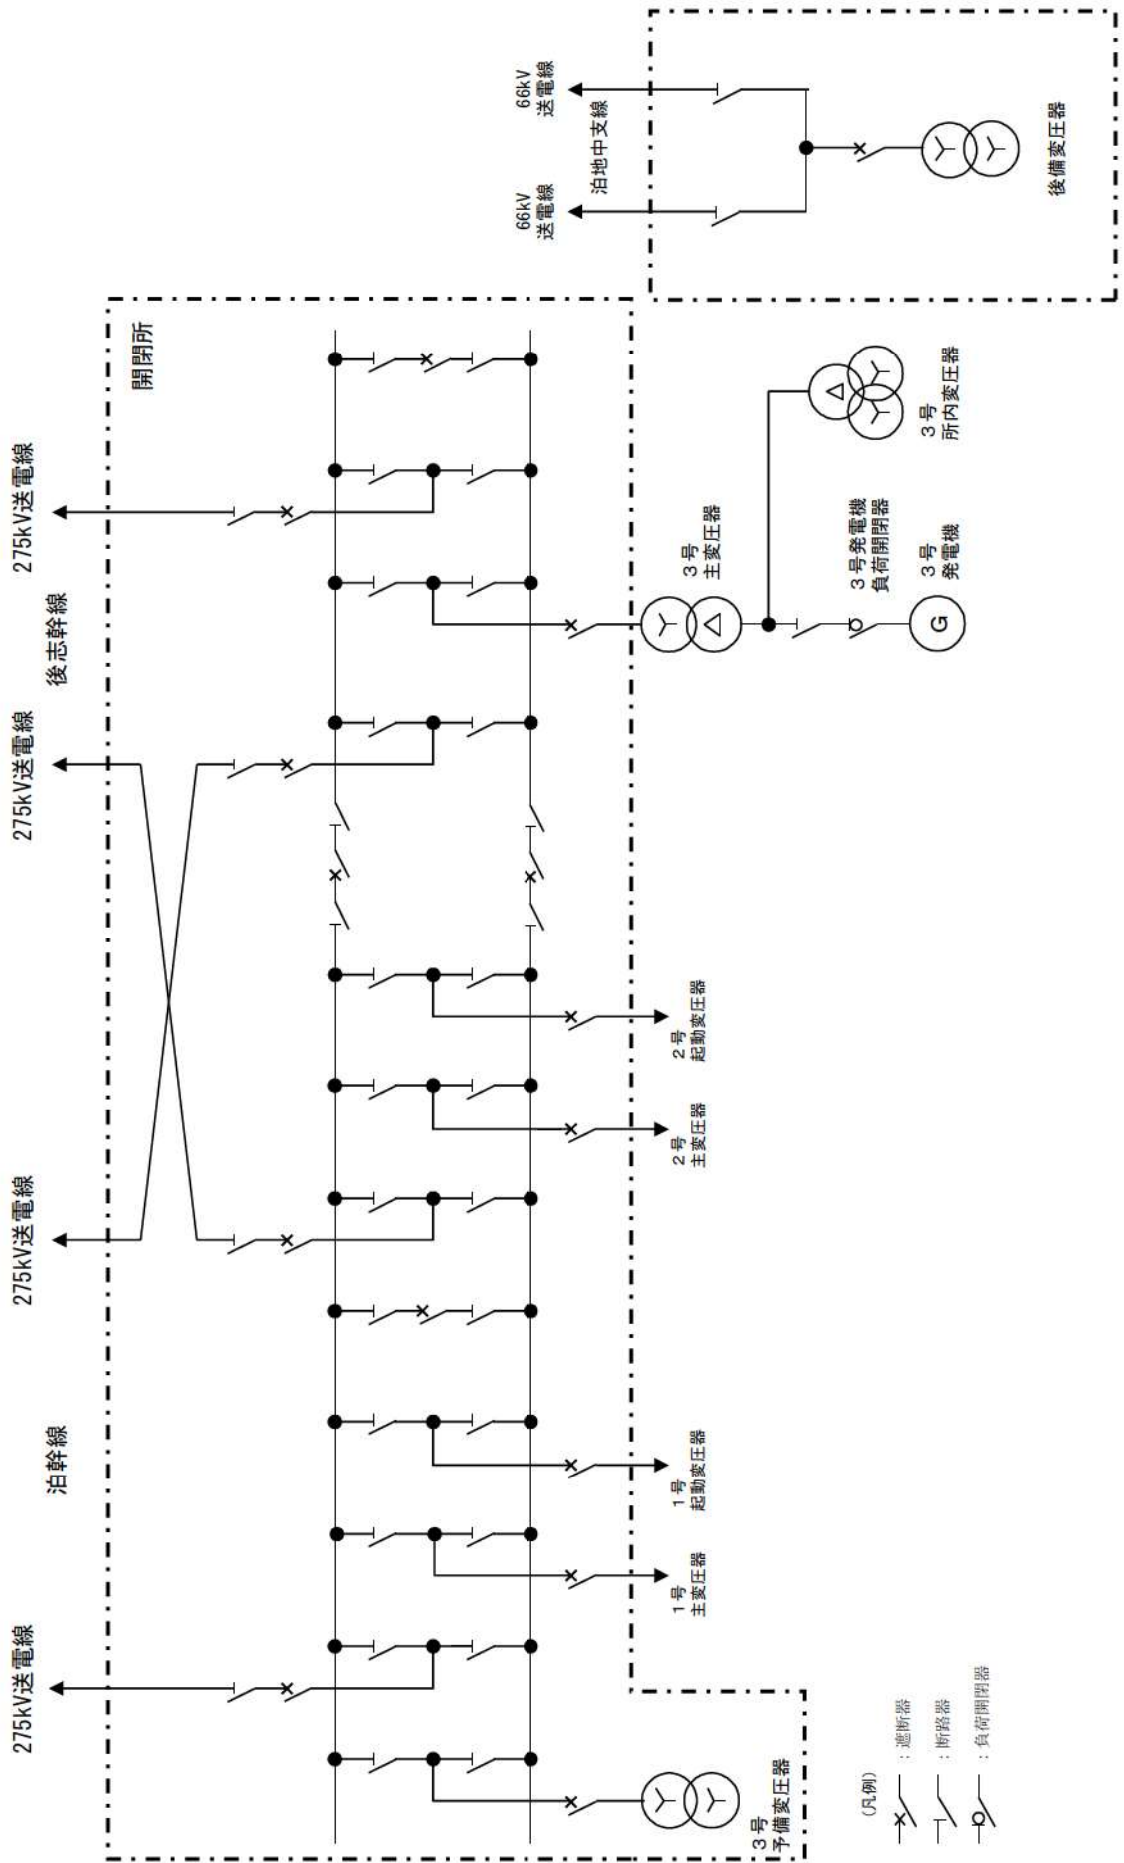 275kV送電線
泊幹線
275kV送電線
275kV送電線
後志幹線
275kV送電線
開閉所
66kV
送電線
泊地中支線
66kV
送電線
後備変圧器
3号
予備変圧器
1号
主変圧器
1号
起動変圧器
2号
主変圧器
2号
起動変圧器
3号
主変圧器
3号発電機
負荷開閉器
3号
発電機
G
3号
所内変圧器
(凡例)
:遮断器
:断路器
:負荷開閉器